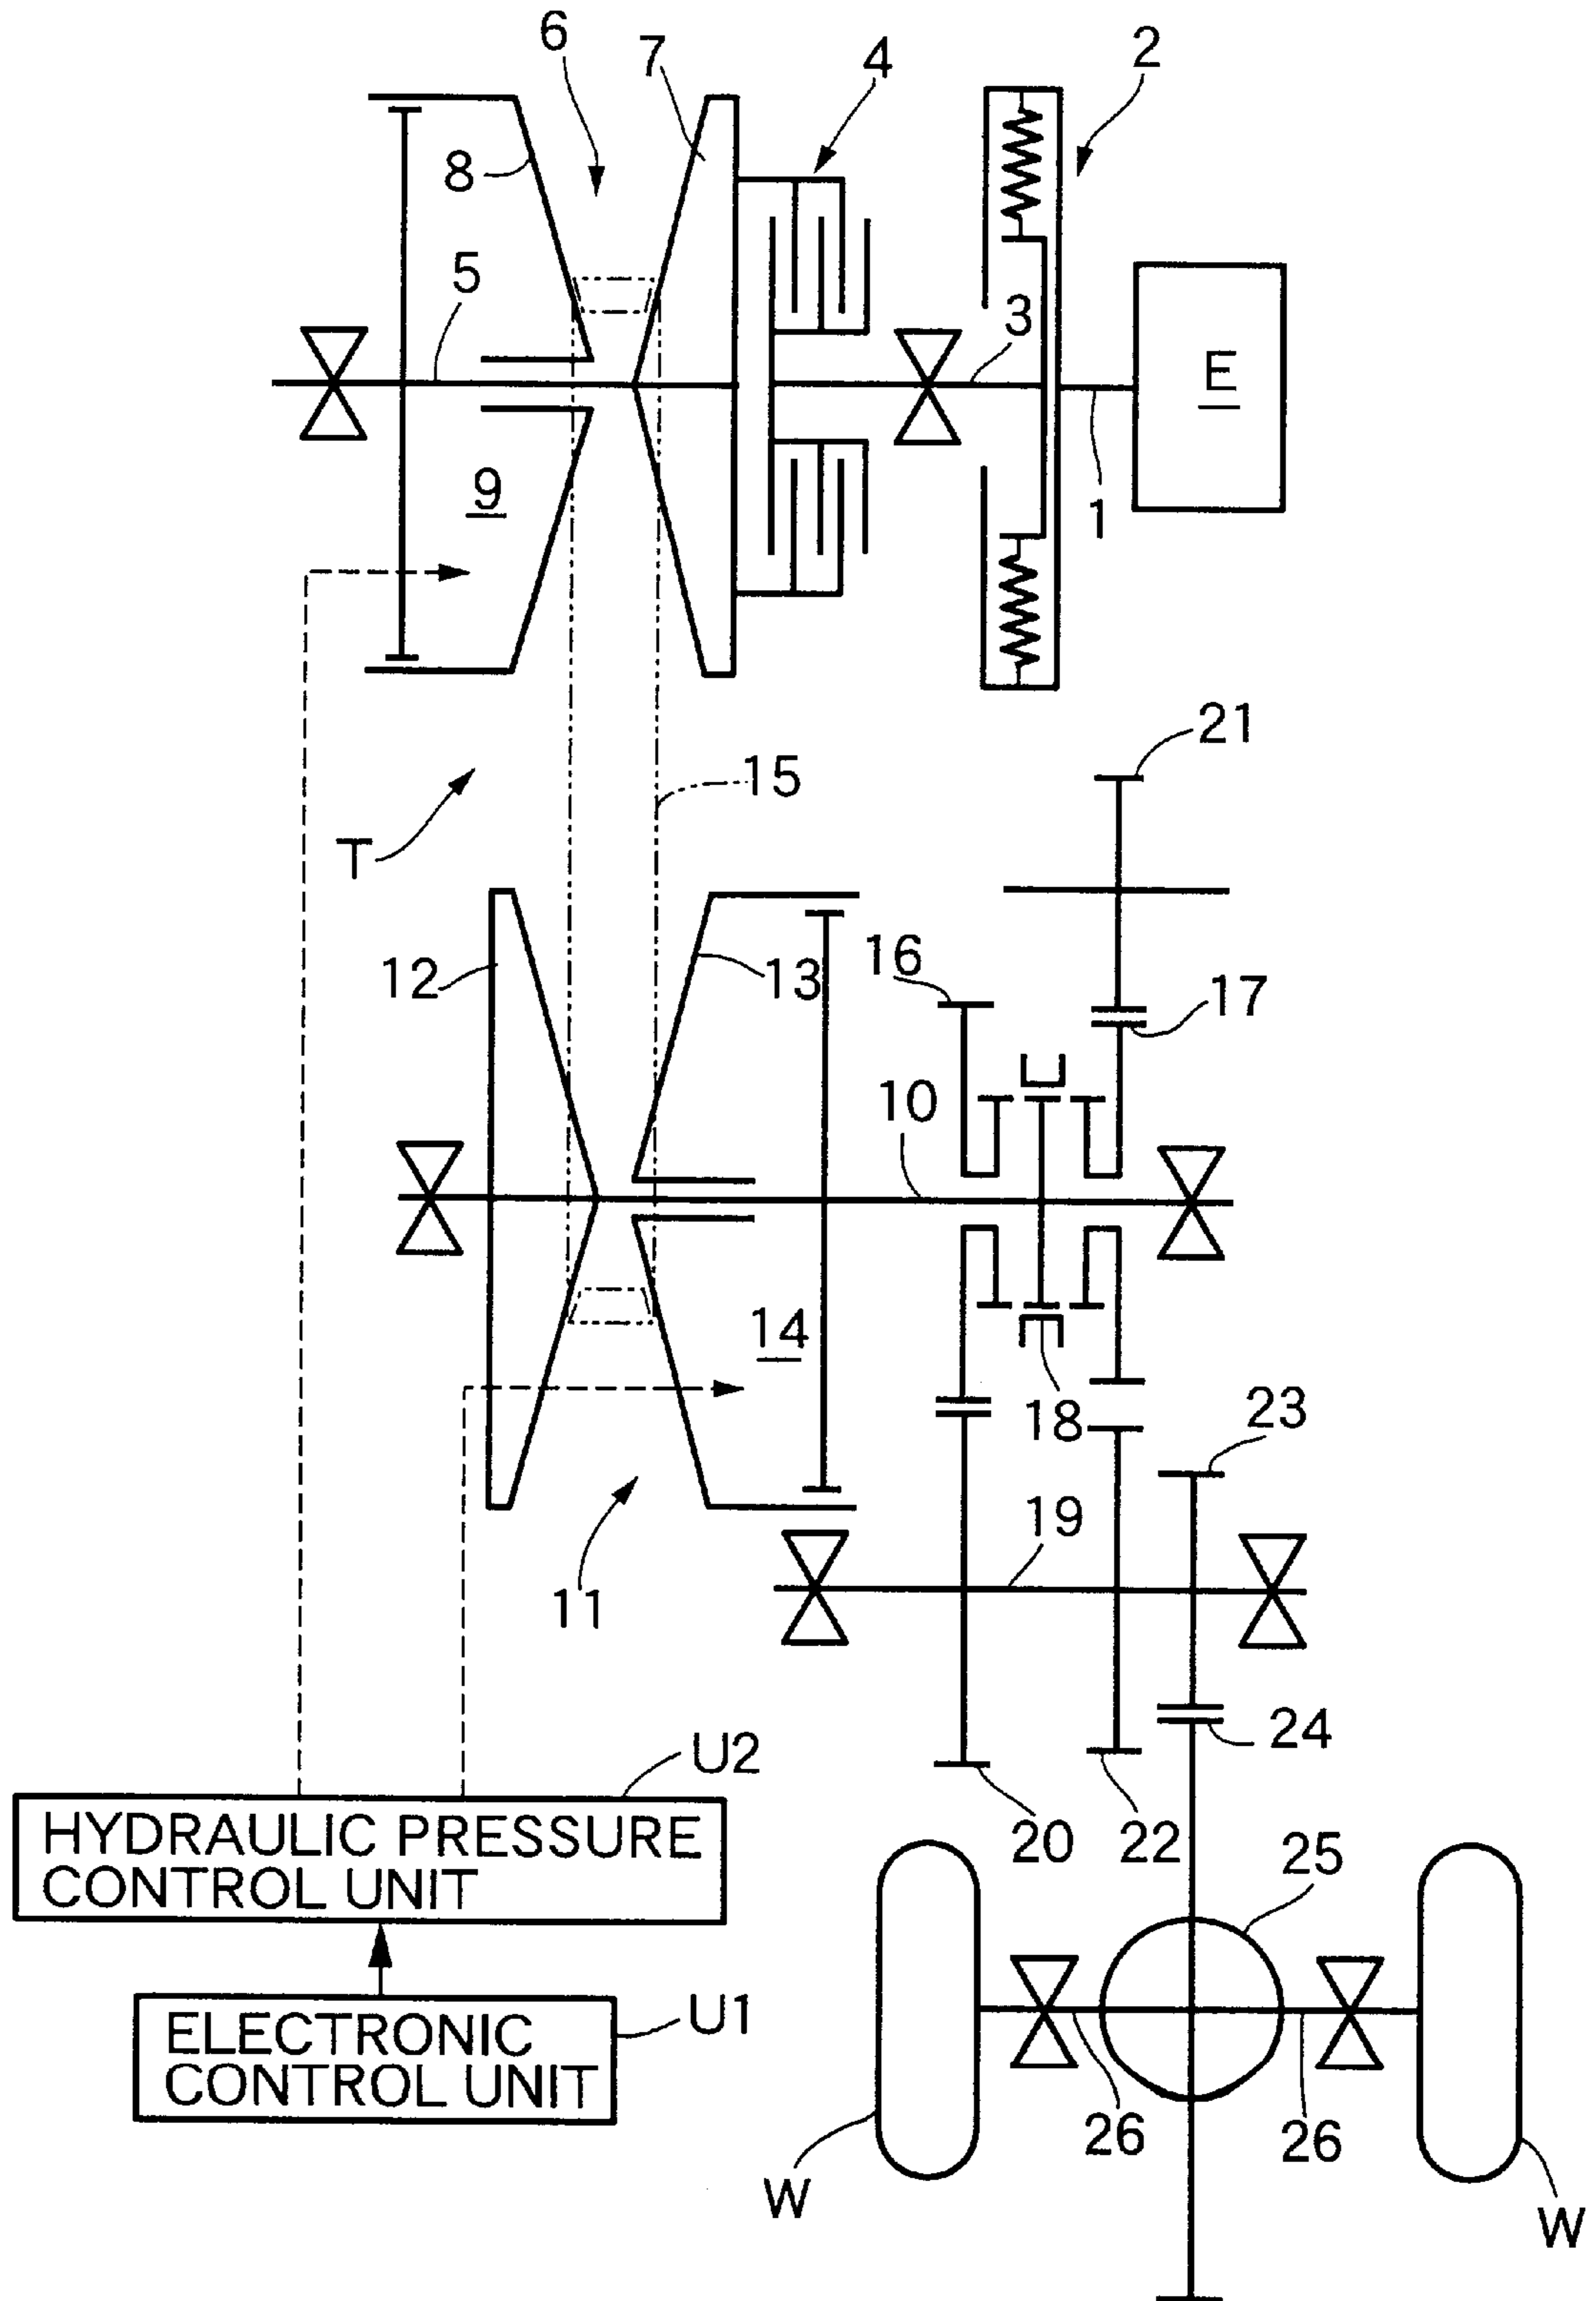 6
7
4
2
8
5
3
E
9
1
21
15
T
12
13
16
17
10
14
18
23
19
11
24
U2
HYDRAULIC PRESSURE
CONTROL UNIT
20
22
25
U1
ELECTRONIC
CONTROL UNIT
26
26
W
W